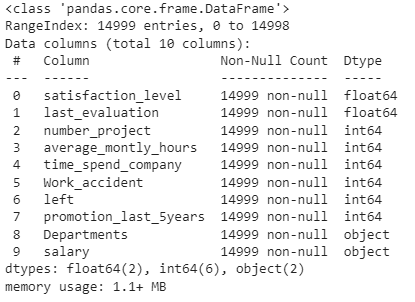 <class 'pandas.core.frame.DataFrame'>
RangeIndex: 14999 entries, 0 to 14998
Data columns (total 10 columns):
 #   Column                 Non-Null Count  Dtype
---  ------                 --------------  -----
 0   satisfaction_level     14999 non-null  float64
 1   last_evaluation        14999 non-null  float64
 2   number_project         14999 non-null  int64
 3   average_montly_hours   14999 non-null  int64
 4   time_spend_company     14999 non-null  int64
 5   Work_accident          14999 non-null  int64
 6   left                   14999 non-null  int64
 7   promotion_last_5years  14999 non-null  int64
 8   Departments            14999 non-null  object
 9   salary                 14999 non-null  object
dtypes: float64(2), int64(6), object(2)
memory usage: 1.1+ MB